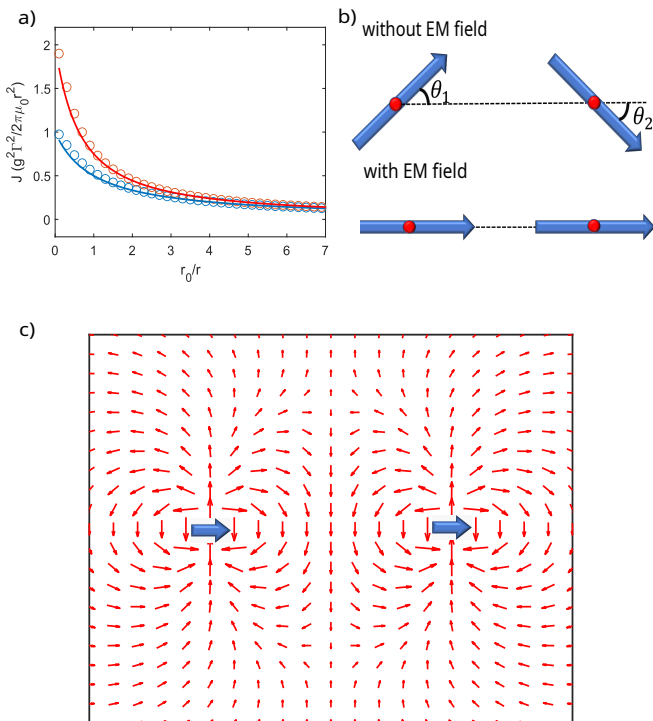 a)
J (g²Γ⁻²/2πμ₀r²)
2
1.5
1
0.5
0
0 1 2 3 4 5 6 7
r₀/r
b)
without EM field
θ₁
θ₂
with EM field
c)